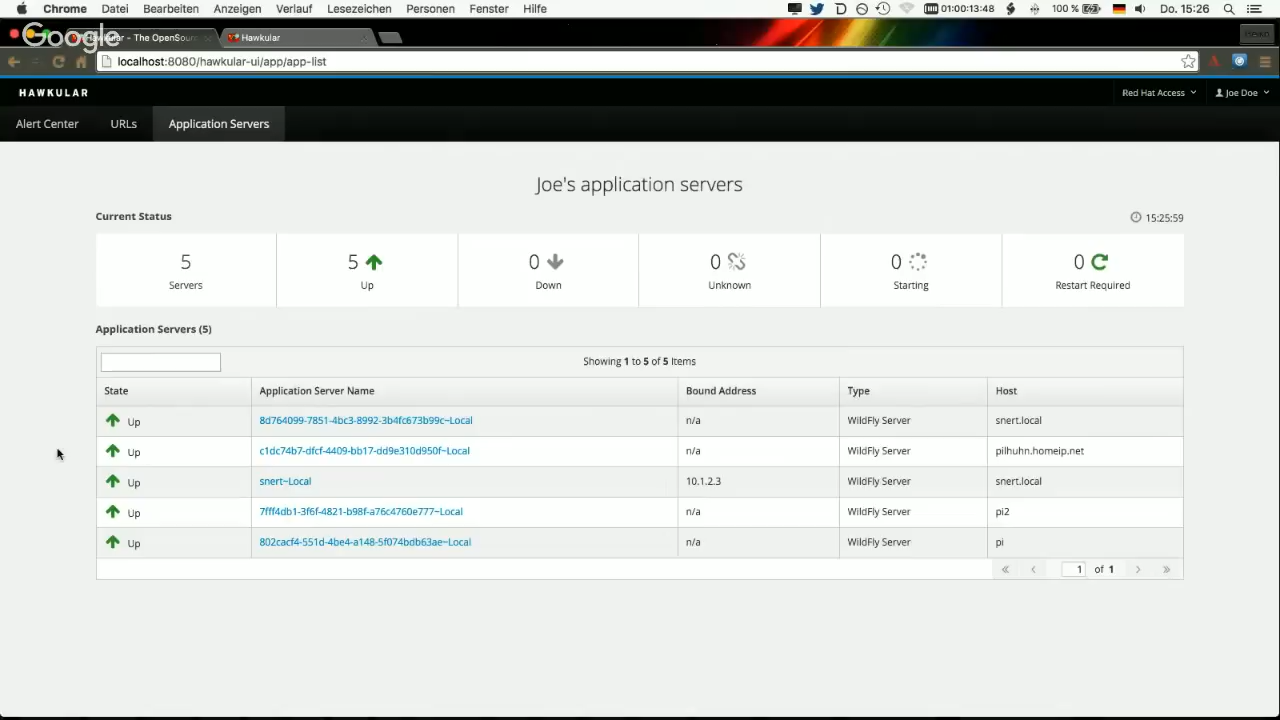 Chrome Datei Bearbeiten Anzeigen Verlauf Lesezeichen Personen Fenster Hilfe 01:00:13:48 100 % Do. 15:26
Google
Hawkular - The OpenSour Hawkular
localhost:8080/hawkular-ui/app/app-list
HAWKULAR Red Hat Access Joe Doe
Alert Center URLs Application Servers
Joe's application servers
Current Status 15:25:59
5 5 0 0 0 0
Servers Up Down Unknown Starting Restart Required
Application Servers (5)
Showing 1 to 5 of 5 Items
State Application Server Name Bound Address Type Host
Up 8d764099-7851-4bc3-8992-3b4fc673b99c~Local n/a WildFly Server snert.local
Up c1dc74b7-dfcf-4409-bb17-dd9e310d950f~Local n/a WildFly Server pilhuhn.homeip.net
Up snert~Local 10.1.2.3 WildFly Server snert.local
Up 7fff4db1-3f6f-4821-b98f-a76c4760e777~Local n/a WildFly Server pi2
Up 802cacf4-551d-4be4-a148-5f074bdb63ae~Local n/a WildFly Server pi
« ‹ 1 of 1 › »